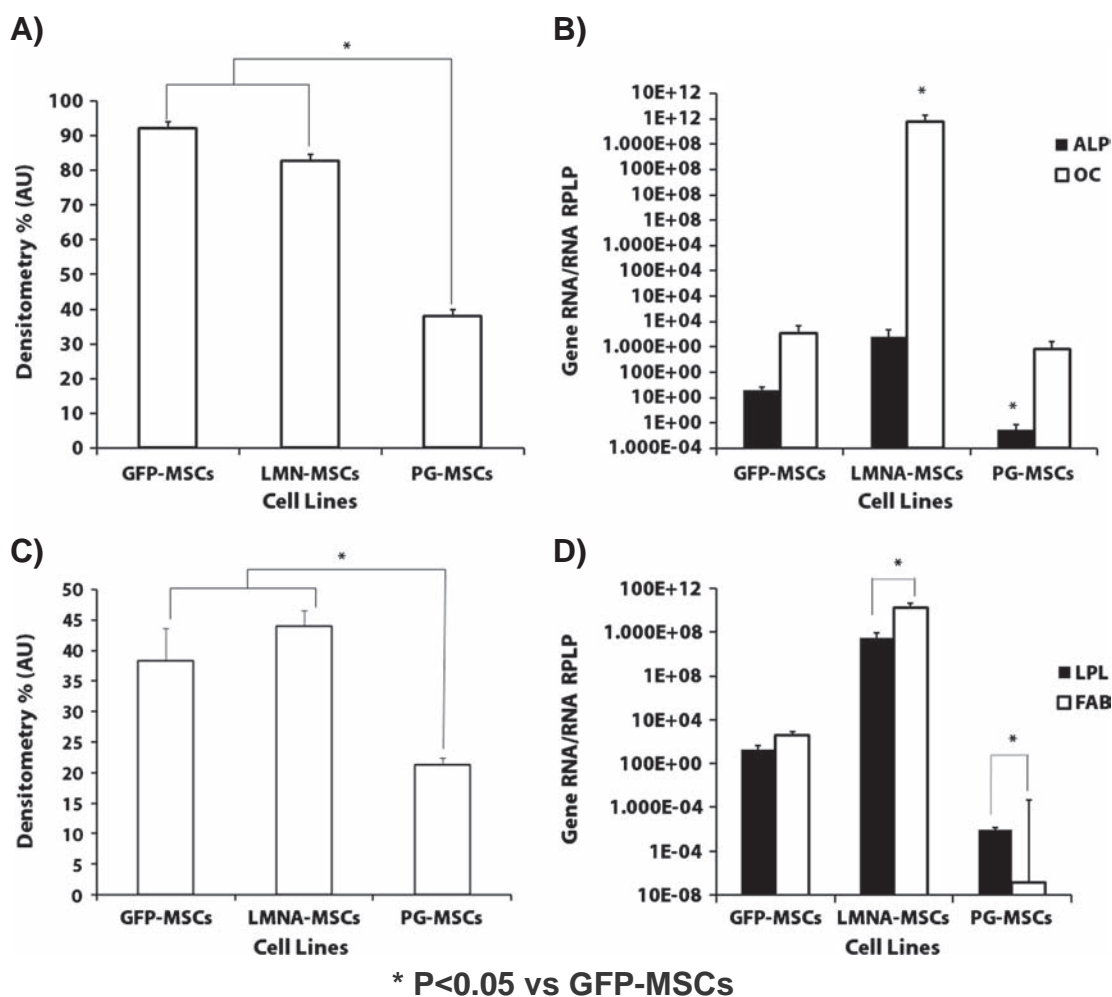 A)
*
Densitometry % (AU)
100
90
80
70
60
50
40
30
20
10
0
GFP-MSCs LMN-MSCs PG-MSCs
Cell Lines
B)
Gene RNA/RNA RPLP
10E+12
1E+12
1.000E+08
100E+08
10E+08
1E+08
1.000E+04
100E+04
10E+04
1E+04
1.000E+00
100E+00
10E+00
1E+00
1.000E-04
*
*
ALP
OC
GFP-MSCs LMNA-MSCs PG-MSCs
Cell Lines
C)
*
Densitometry % (AU)
50
45
40
35
30
25
20
15
10
5
0
GFP-MSCs LMNA-MSCs PG-MSCs
Cell Lines
D)
Gene RNA/RNA RPLP
100E+12
1.000E+08
1E+08
10E+04
100E+00
1.000E-04
1E-04
10E-08
*
*
LPL
FAB
GFP-MSCs LMNA-MSCs PG-MSCs
Cell Lines
* P<0.05 vs GFP-MSCs